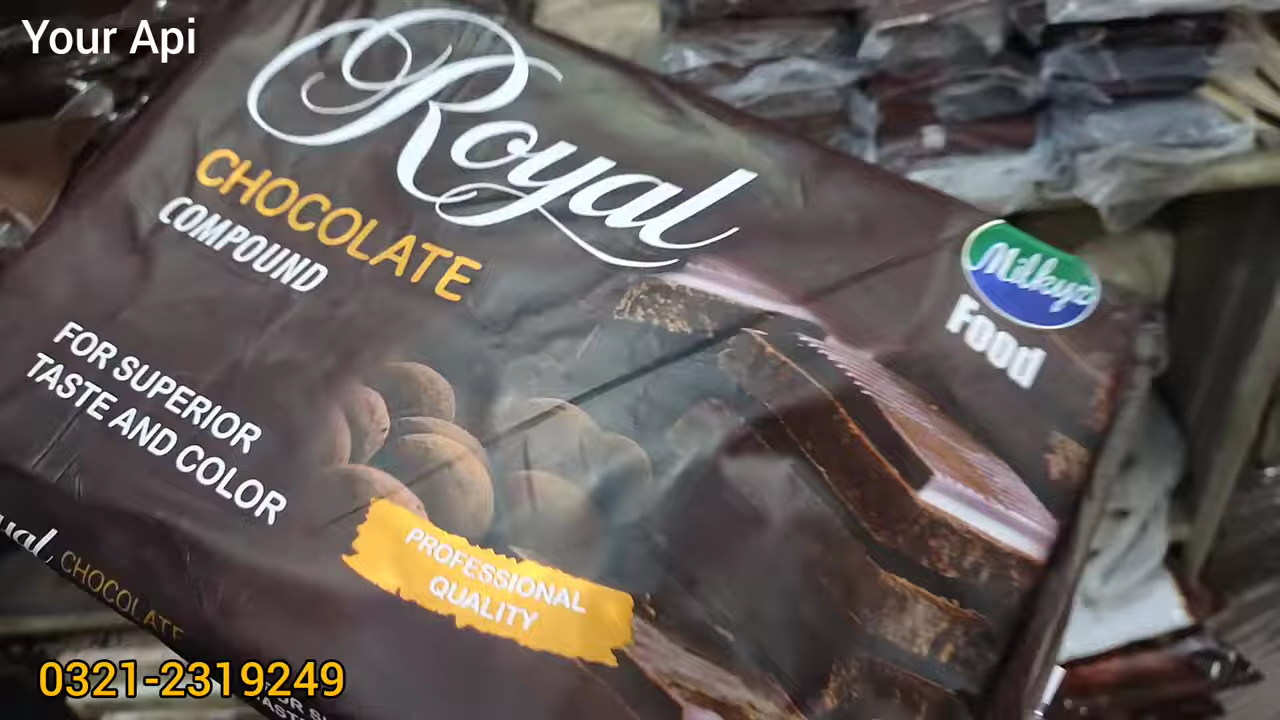 Your Api
Royal
CHOCOLATE
COMPOUND
Milkyz
Food
FOR SUPERIOR
TASTE AND COLOR
PROFESSIONAL
QUALITY
CHOCOLATE
0321-2319249